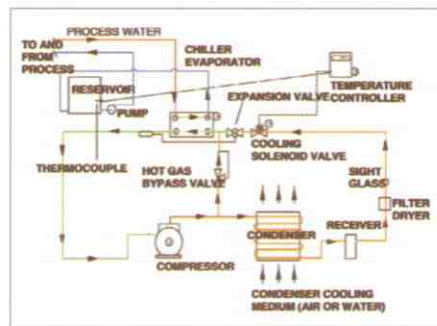 PROCESS WATER
TO AND
FROM
PROCESS
CHILLER
EVAPORATOR
RESERVOIR
PUMP
EXPANSION VALVE
TEMPERATURE
CONTROLLER
THERMOCOUPLE
COOLING
SOLENOID VALVE
HOT GAS
BYPASS VALVE
SIGHT
GLASS
FILTER
DRYER
CONDENSER
RECEIVER
COMPRESSOR
CONDENSER COOLING
MEDIUM (AIR OR WATER)